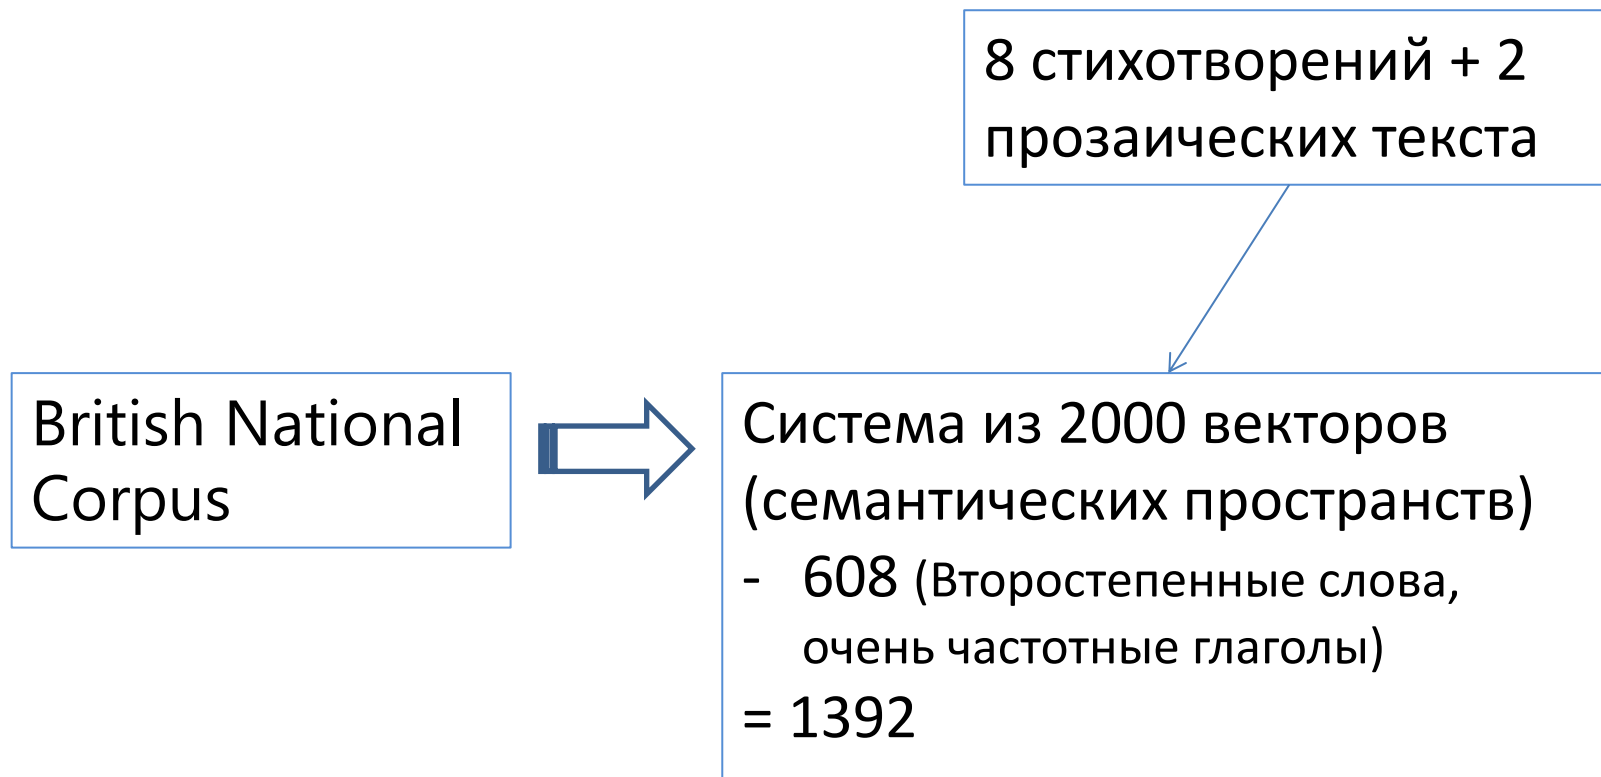 8 стихотворений + 2
прозаических текста
British National
Corpus
Система из 2000 векторов
(семантических пространств)
- 608 (Второстепенные слова,
очень частотные глаголы)
= 1392